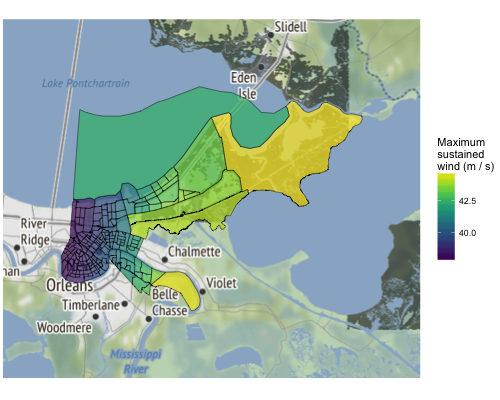 Slidell
Eden
Isle
Lake Pontchartrain
Maximum
sustained
wind (m / s)
42.5
40.0
River
Ridge
nan
Chalmette
Orleans
Violet
Belle
Chasse
Timberlane
Woodmere
Mississippi
River